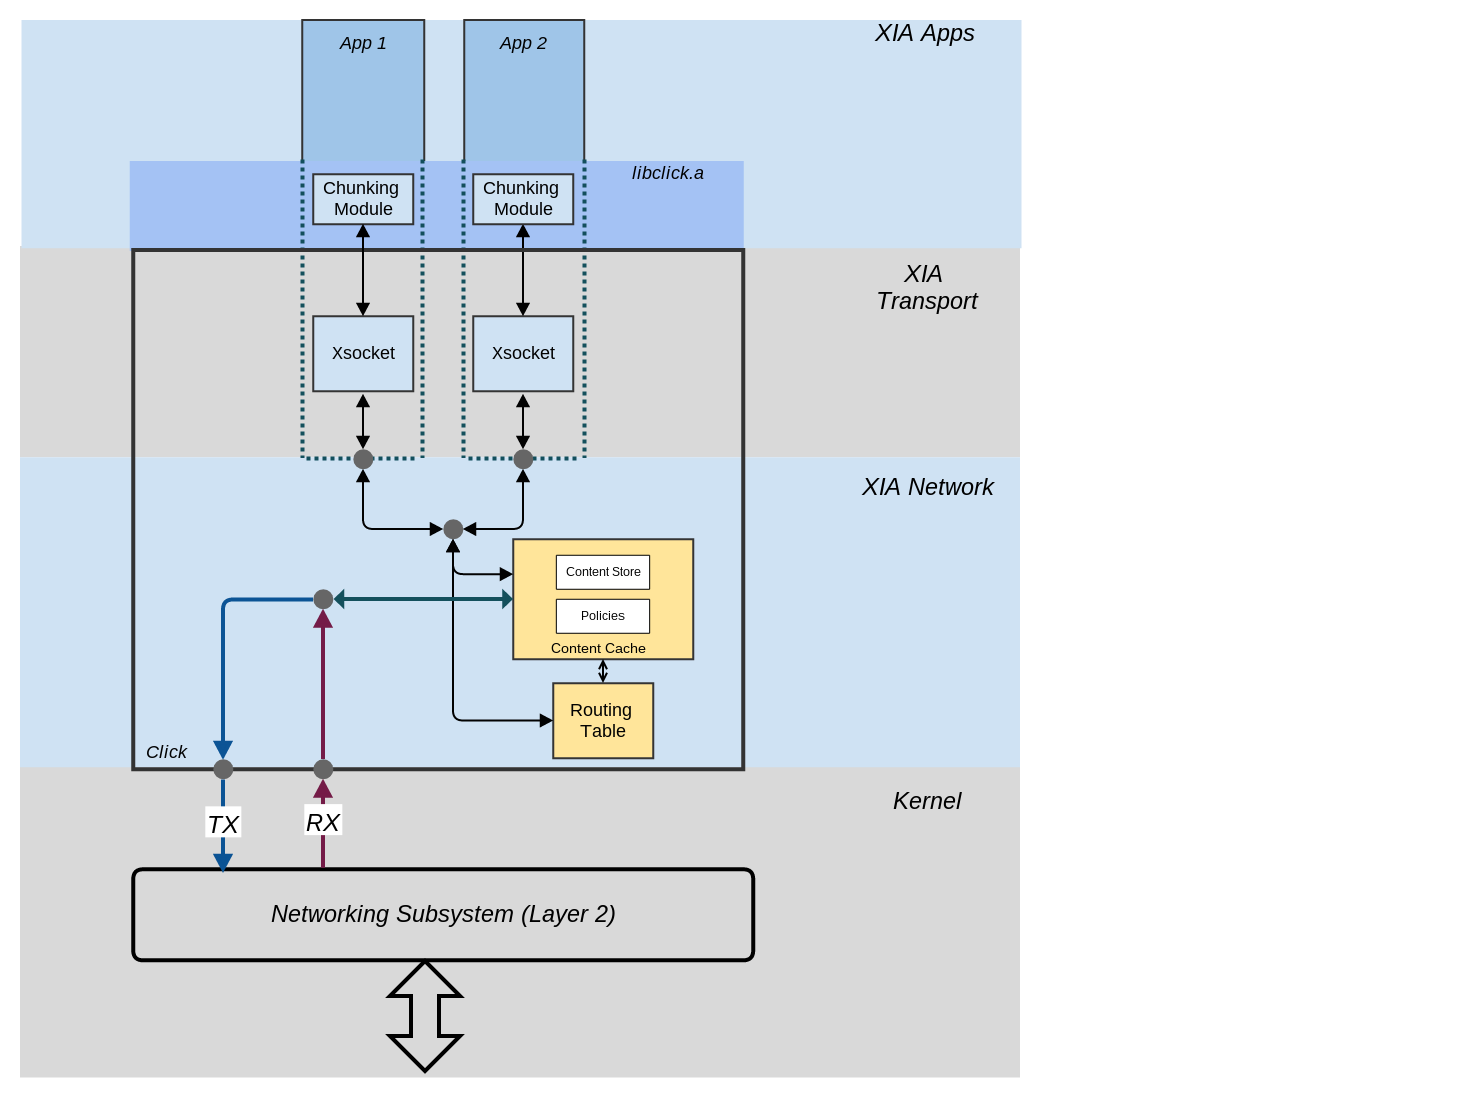 App 1
App 2
XIA Apps
libclick.a
Chunking
Module
Chunking
Module
XIA
Transport
Xsocket
Xsocket
XIA Network
Content Store
Policies
Content Cache
Routing
Table
Click
Kernel
TX
RX
Networking Subsystem (Layer 2)